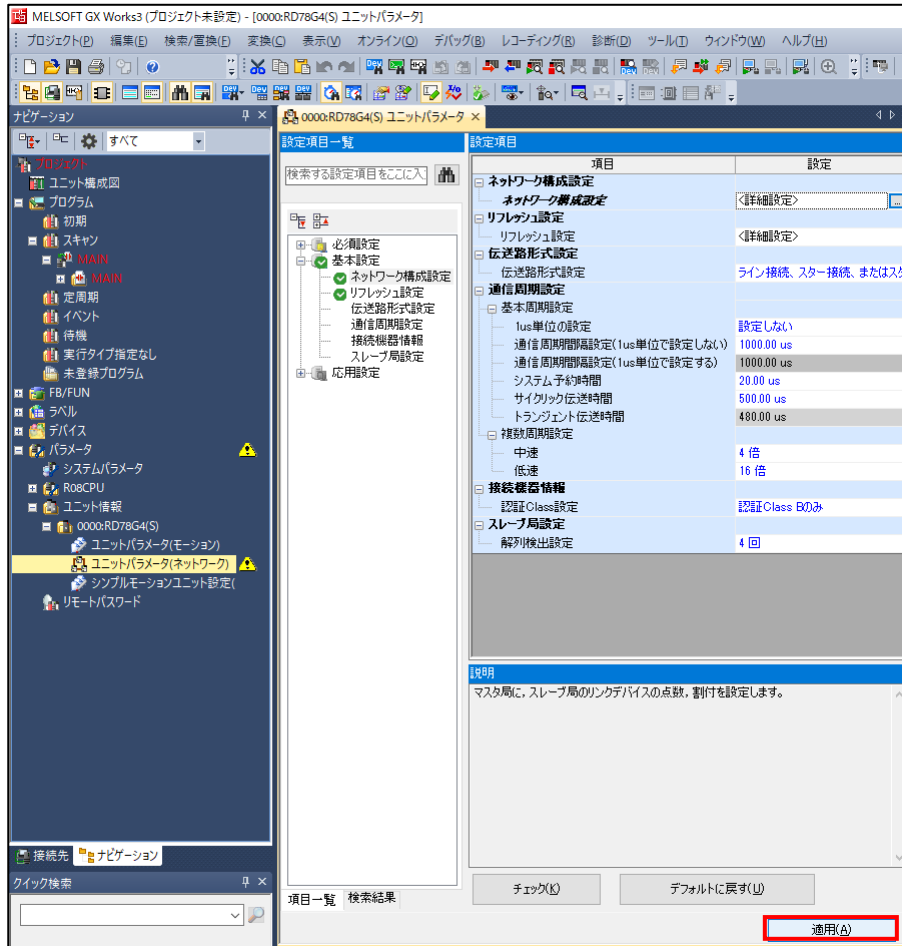 MELSOFT GX Works3 (プロジェクト未設定) - [0000:RD78G4(S) ユニットパラメータ]
プロジェクト(P) 編集(E) 検索/置換(F) 変換(C) 表示(V) オンライン(O) デバッグ(B) レコーディング(R) 診断(D) ツール(T) ウィンドウ(W) ヘルプ(H)
ナビゲーション
すべて
プロジェクト
ユニット構成図
プログラム
初期
スキャン
MAIN
MAIN
定周期
イベント
待機
実行タイプ指定なし
未登録プログラム
FB/FUN
ラベル
デバイス
パラメータ
システムパラメータ
R08CPU
ユニット情報
0000:RD78G4(S)
ユニットパラメータ(モーション)
ユニットパラメータ(ネットワーク)
シンプルモーションユニット設定(
リモートパスワード
接続先 ナビゲーション
クイック検索
0000:RD78G4(S) ユニットパラメータ
設定項目一覧
検索する設定項目をここに入
必須設定
基本設定
ネットワーク構成設定
リフレッシュ設定
伝送路形式設定
通信周期設定
接続機器情報
スレーブ局設定
応用設定
項目一覧 検索結果
設定項目
項目 設定
ネットワーク構成設定
ネットワーク構成設定 <詳細設定> ...
リフレッシュ設定
リフレッシュ設定 <詳細設定>
伝送路形式設定
伝送路形式設定 ライン接続、スター接続、またはスタ
通信周期設定
基本周期設定
1us単位の設定 設定しない
通信周期間隔設定(1us単位で設定しない) 1000.00 us
通信周期間隔設定(1us単位で設定する) 1000.00 us
システム予約時間 20.00 us
サイクリック伝送時間 500.00 us
トランジェント伝送時間 480.00 us
複数周期設定
中速 4 倍
低速 16 倍
接続機器情報
認証Class設定 認証Class Bのみ
スレーブ局設定
解列検出設定 4 回
説明
マスタ局に, スレーブ局のリンクデバイスの点数, 割付を設定します。
チェック(K) デフォルトに戻す(U)
適用(A)